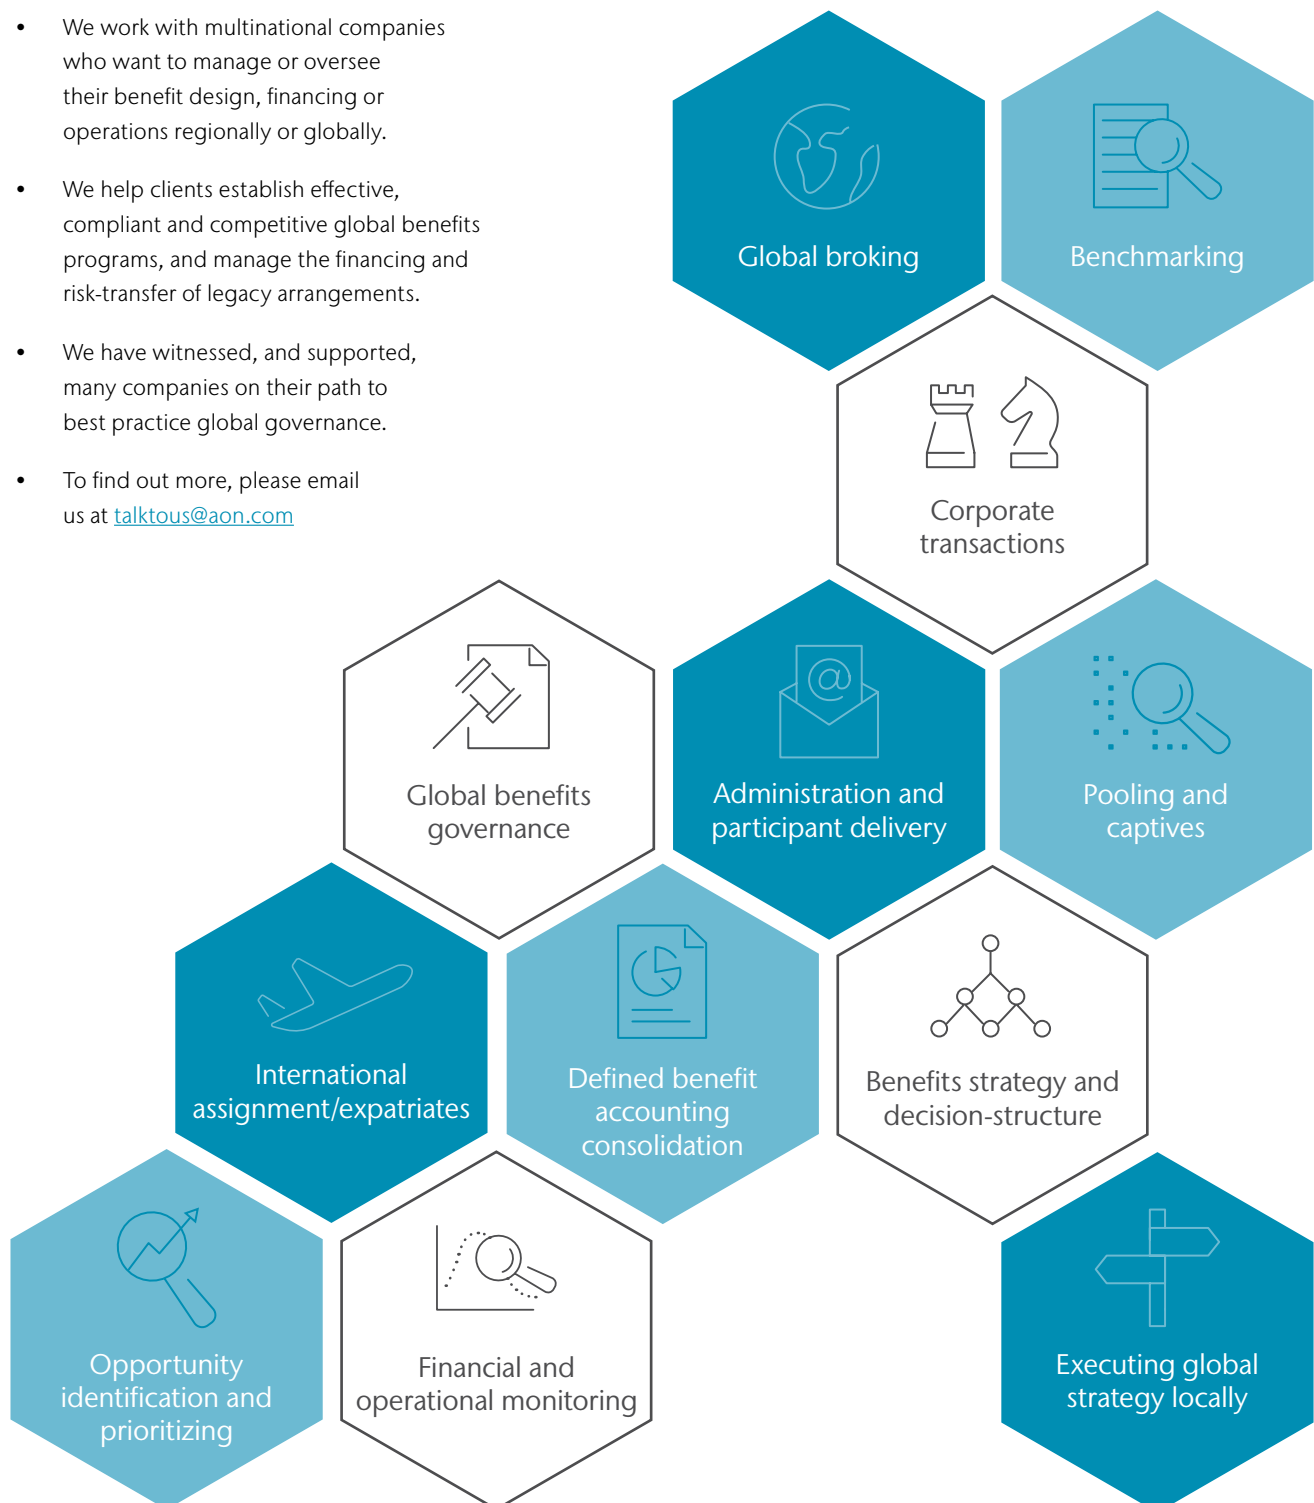 • We work with multinational companies
who want to manage or oversee
their benefit design, financing or
operations regionally or globally.
• We help clients establish effective,
compliant and competitive global benefits
programs, and manage the financing and
risk-transfer of legacy arrangements.
• We have witnessed, and supported,
many companies on their path to
best practice global governance.
• To find out more, please email
us at talktous@aon.com
Global broking
Benchmarking
Corporate
transactions
Global benefits
governance
@
Administration and
participant delivery
Pooling and
captives
International
assignment/expatriates
Defined benefit
accounting
consolidation
Benefits strategy and
decision-structure
Opportunity
identification and
prioritizing
Financial and
operational monitoring
Executing global
strategy locally